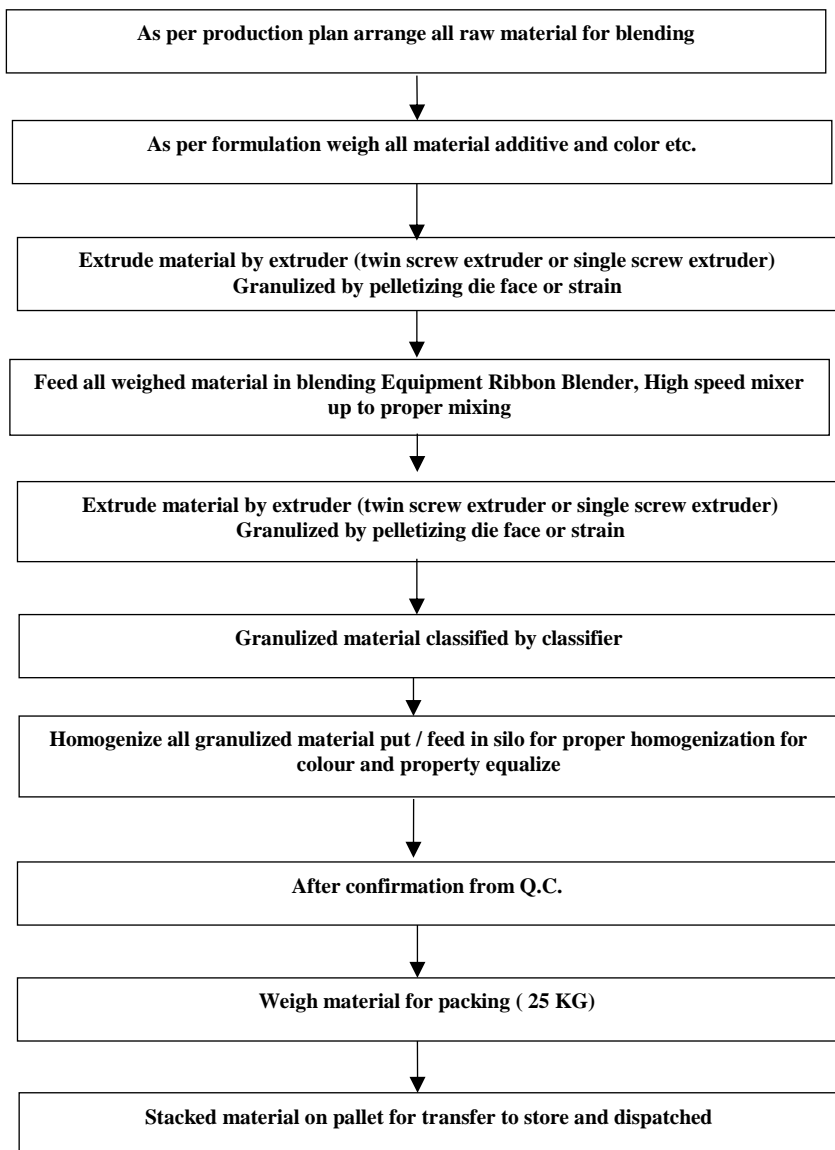 As per production plan arrange all raw material for blending
As per formulation weigh all material additive and color etc.
Extrude material by extruder (twin screw extruder or single screw extruder)
Granulized by pelletizing die face or strain
Feed all weighed material in blending Equipment Ribbon Blender, High speed mixer
up to proper mixing
Extrude material by extruder (twin screw extruder or single screw extruder)
Granulized by pelletizing die face or strain
Granulized material classified by classifier
Homogenize all granulized material put / feed in silo for proper homogenization for
colour and property equalize
After confirmation from Q.C.
Weigh material for packing ( 25 KG)
Stacked material on pallet for transfer to store and dispatched